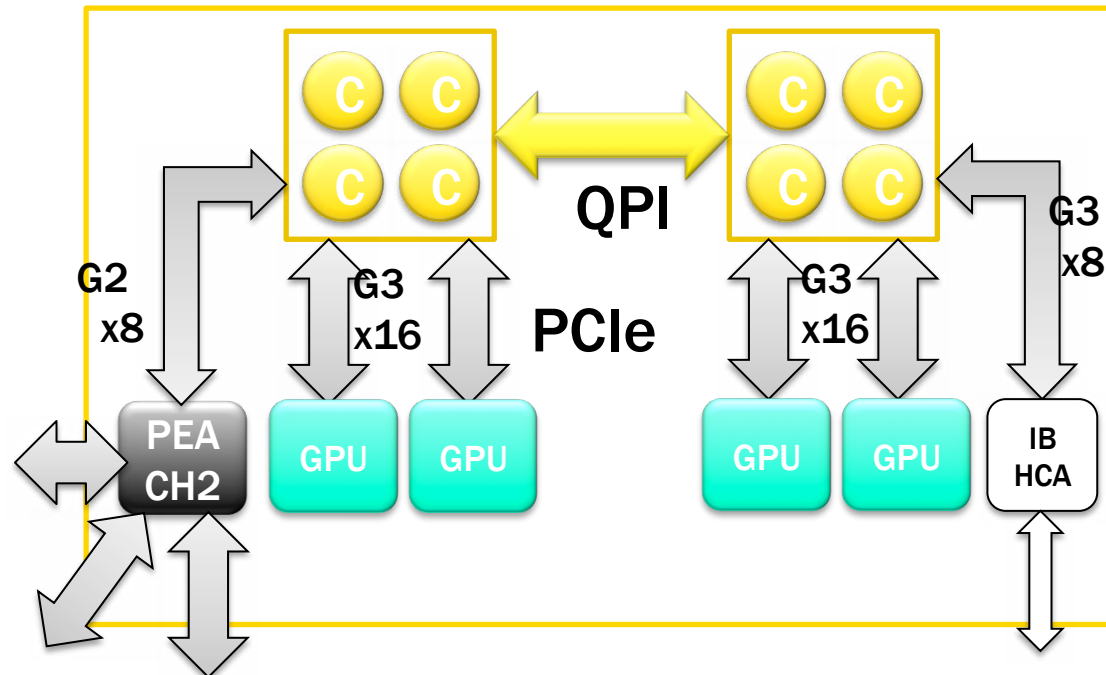 C C C C
C C C C
QPI
G2
x8
G3
x16
PCIe
G3
x16
G3
x8
PEA
CH2
GPU
GPU
GPU
GPU
IB
HCA